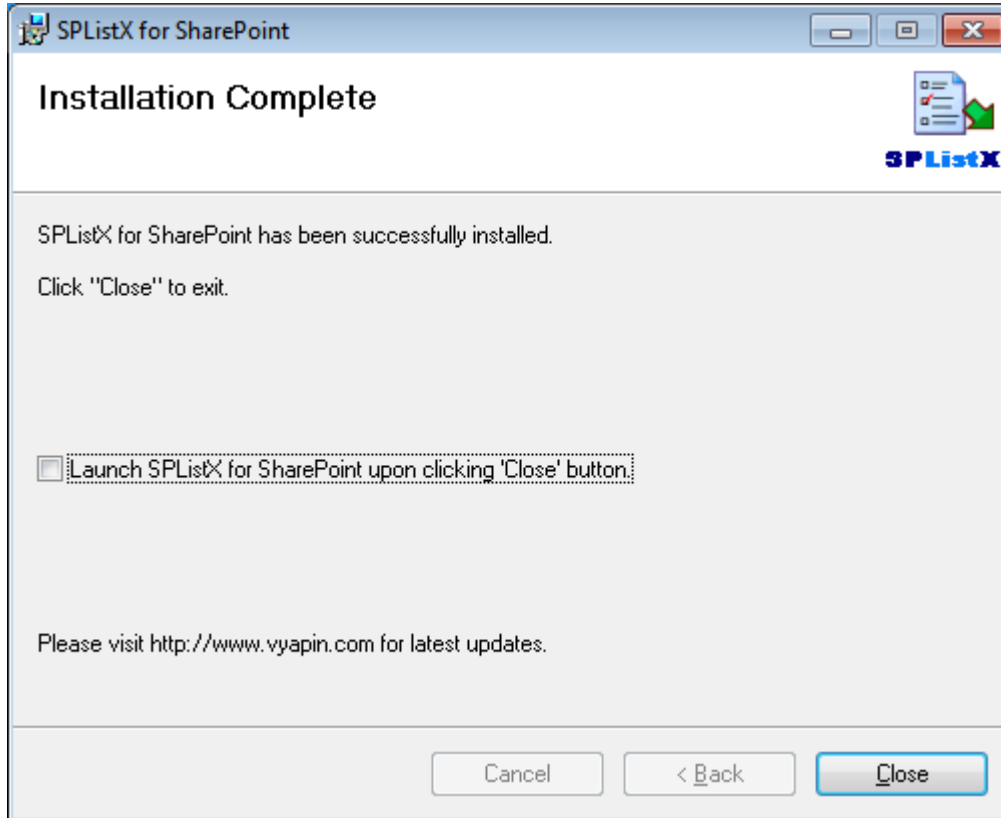 SPListX for SharePoint
Installation Complete
SPListX
SPListX for SharePoint has been successfully installed.
Click "Close" to exit.
Launch SPListX for SharePoint upon clicking 'Close' button.
Please visit http://www.vyapin.com for latest updates.
Cancel
< Back
Close